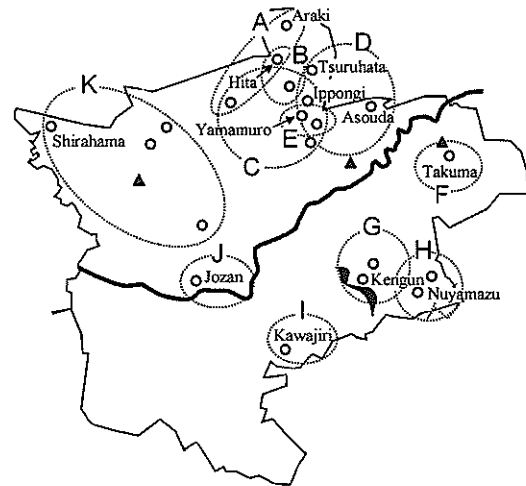 A
Araki
B
D
K
Tsuruhata
Hita
Ippongi
Asouda
Yamamuro
Shirahama
E
C
Takuma
F
G
H
J
Jozan
Kengun
Nuyamazu
I
Kawajiri